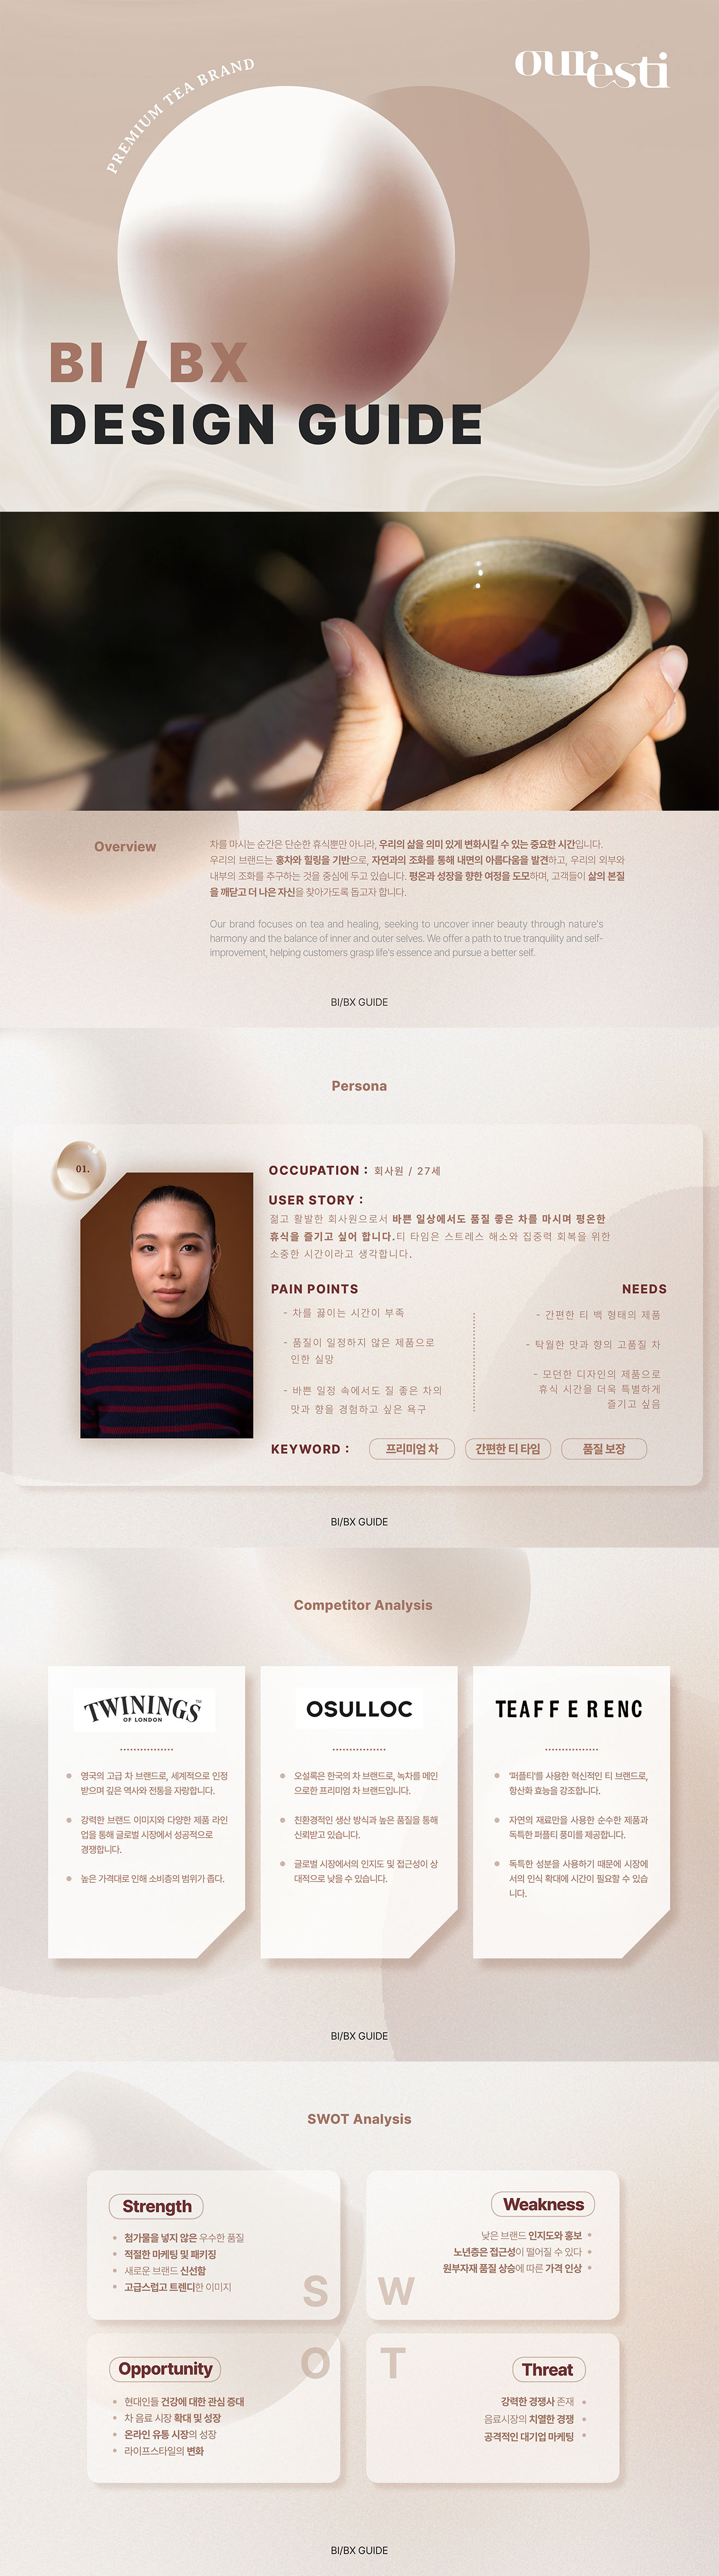 PREMIUM TEA BRAND
ouresti
BI / BX
DESIGN GUIDE
Overview
차를 마시는 순간은 단순한 휴식뿐만 아니라, 우리의 삶을 의미 있게 변화시킬 수 있는 중요한 시간입니다.
우리의 브랜드는 홍차와 힐링을 기반으로, 자연과의 조화를 통해 내면의 아름다움을 발견하고, 우리의 외부와
내부의 조화를 추구하는 것을 중심에 두고 있습니다. 평온과 성장을 향한 여정을 도모하며, 고객들이 삶의 본질
을 깨닫고 더 나은 자신을 찾아가도록 돕고자 합니다.
Our brand focuses on tea and healing, seeking to uncover inner beauty through nature's
harmony and the balance of inner and outer selves. We offer a path to true tranquility and self-
improvement, helping customers grasp life's essence and pursue a better self.
BI/BX GUIDE
Persona
01.
OCCUPATION : 회사원 / 27세
USER STORY :
젊고 활발한 회사원으로서 바쁜 일상에서도 품질 좋은 차를 마시며 평온한
휴식을 즐기고 싶어 합니다.티 타임은 스트레스 해소와 집중력 회복을 위한
소중한 시간이라고 생각합니다.
PAIN POINTS
- 차를 끓이는 시간이 부족
- 품질이 일정하지 않은 제품으로
인한 실망
- 바쁜 일정 속에서도 질 좋은 차의
맛과 향을 경험하고 싶은 욕구
NEEDS
- 간편한 티 백 형태의 제품
- 탁월한 맛과 향의 고품질 차
- 모던한 디자인의 제품으로
휴식 시간을 더욱 특별하게
즐기고 싶음
KEYWORD : 프리미엄 차 간편한 티 타임 품질 보장
BI/BX GUIDE
Competitor Analysis
TWININGS™
OF LONDON
영국의 고급 차 브랜드로, 세계적으로 인정
받으며 깊은 역사와 전통을 자랑합니다.
강력한 브랜드 이미지와 다양한 제품 라인
업을 통해 글로벌 시장에서 성공적으로
경쟁합니다.
높은 가격대로 인해 소비층의 범위가 좁다.
OSULLOC
오설록은 한국의 차 브랜드로, 녹차를 메인
으로한 프리미엄 차 브랜드입니다.
친환경적인 생산 방식과 높은 품질을 통해
신뢰받고 있습니다.
글로벌 시장에서의 인지도 및 접근성이 상
대적으로 낮을 수 있습니다.
TEAFFERENC
'퍼플티'를 사용한 혁신적인 티 브랜드로,
항산화 효능을 강조합니다.
자연의 재료만을 사용한 순수한 제품과
독특한 퍼플티 풍미를 제공합니다.
독특한 성분을 사용하기 때문에 시장에
서의 인식 확대에 시간이 필요할 수 있습
니다.
BI/BX GUIDE
SWOT Analysis
Strength
첨가물을 넣지 않은 우수한 품질
적절한 마케팅 및 패키징
새로운 브랜드 신선함
고급스럽고 트렌디한 이미지
S
Weakness
낮은 브랜드 인지도와 홍보
노년층은 접근성이 떨어질 수 있다
원부자재 품질 상승에 따른 가격 인상
W
Opportunity
현대인들 건강에 대한 관심 증대
차 음료 시장 확대 및 성장
온라인 유통 시장의 성장
라이프스타일의 변화
O
Threat
강력한 경쟁사 존재
음료시장의 치열한 경쟁
공격적인 대기업 마케팅
T
BI/BX GUIDE